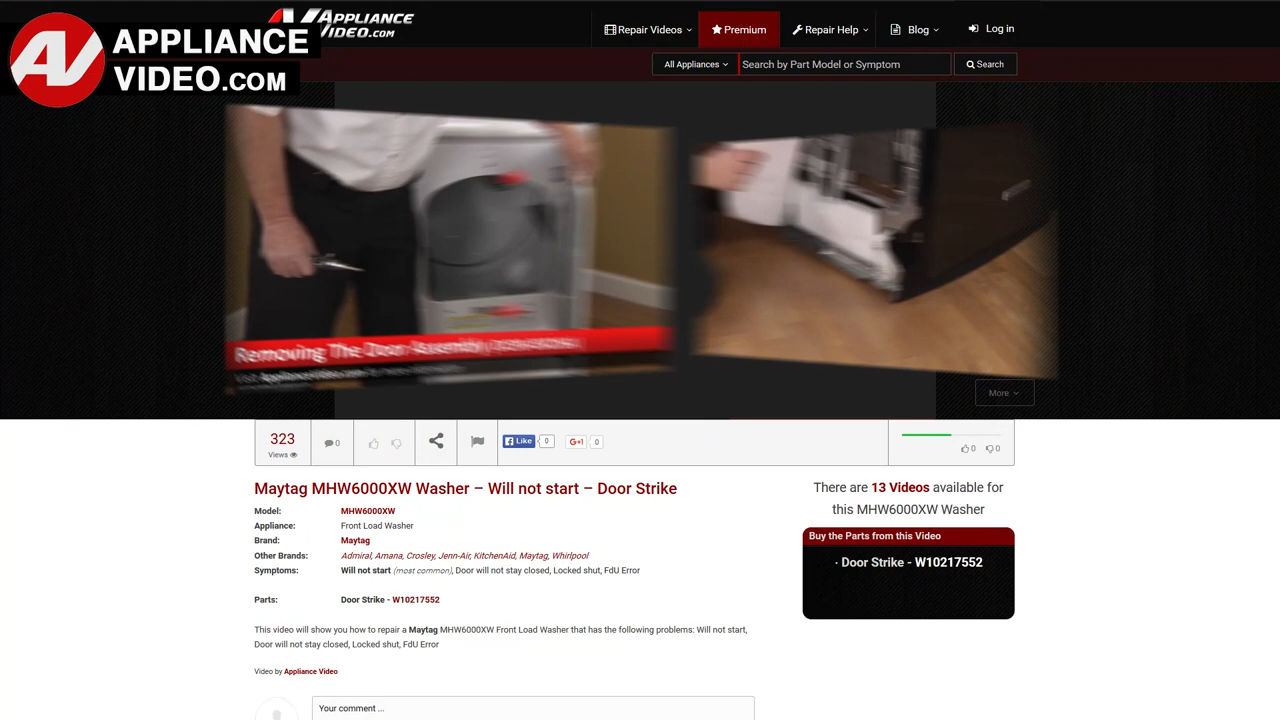 APPLIANCE
VIDEO.COM
APPLIANCE
VIDEO.COM
Repair Videos
Premium
Repair Help
Blog
Log in
All Appliances
Search by Part Model or Symptom
Search
Removing The Door Assembly
More
323
Views
0
Like 0
G+1 0
0 0
Maytag MHW6000XW Washer – Will not start – Door Strike
Model: MHW6000XW
Appliance: Front Load Washer
Brand: Maytag
Other Brands: Admiral, Amana, Crosley, Jenn-Air, KitchenAid, Maytag, Whirlpool
Symptoms: Will not start (most common), Door will not stay closed, Locked shut, FdU Error
Parts: Door Strike - W10217552
This video will show you how to repair a Maytag MHW6000XW Front Load Washer that has the following problems: Will not start,
Door will not stay closed, Locked shut, FdU Error
Video by Appliance Video
Your comment ...
There are 13 Videos available for
this MHW6000XW Washer
Buy the Parts from this Video
· Door Strike - W10217552